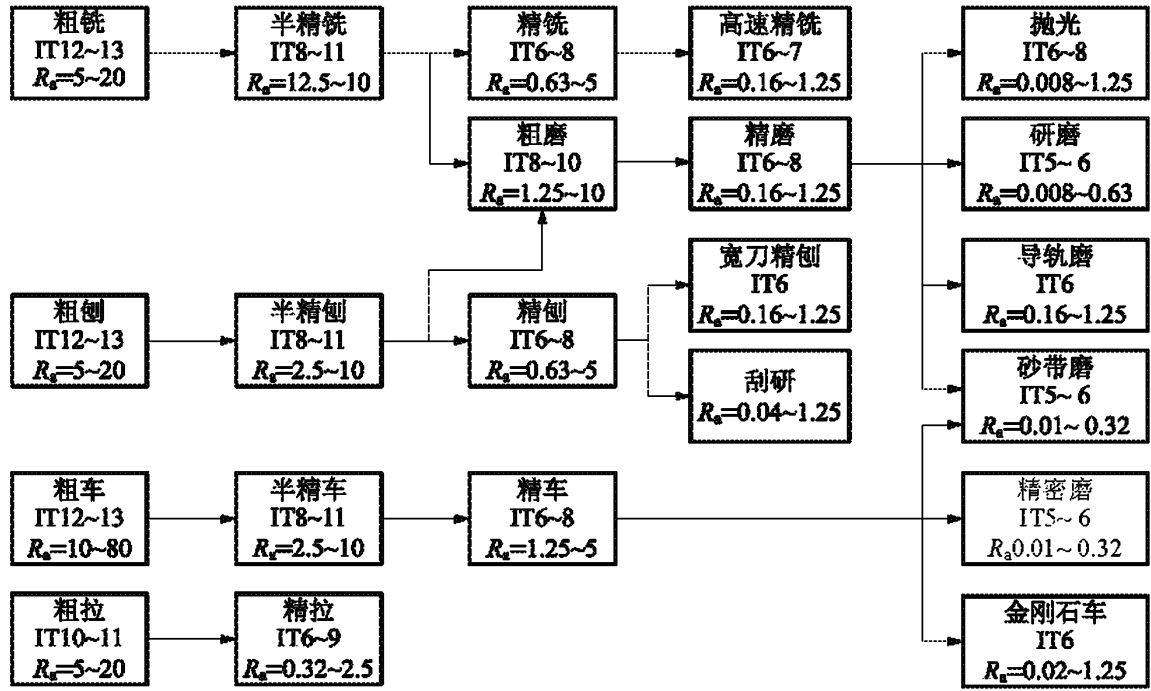 粗铣
IT12~13
Ra=5~20
半精铣
IT8~11
Ra=12.5~10
精铣
IT6~8
Ra=0.63~5
高速精铣
IT6~7
Ra=0.16~1.25
抛光
IT6~8
Ra=0.008~1.25
粗磨
IT8~10
Ra=1.25~10
精磨
IT6~8
Ra=0.16~1.25
研磨
IT5~ 6
Ra=0.008~0.63
宽刀精刨
IT6
Ra=0.16~1.25
导轨磨
IT6
Ra=0.16~1.25
粗刨
IT12~13
Ra=5~20
半精刨
IT8~11
Ra=2.5~10
精刨
IT6~8
Ra=0.63~5
刮研
Ra=0.04~1.25
砂带磨
IT5~ 6
Ra=0.01~ 0.32
粗车
IT12~13
Ra=10~80
半精车
IT8~11
Ra=2.5~10
精车
IT6~8
Ra=1.25~5
精密磨
IT5~ 6
Ra0.01~ 0.32
粗拉
IT10~11
Ra=5~20
精拉
IT6~9
Ra=0.32~2.5
金刚石车
IT6
Ra=0.02~1.25